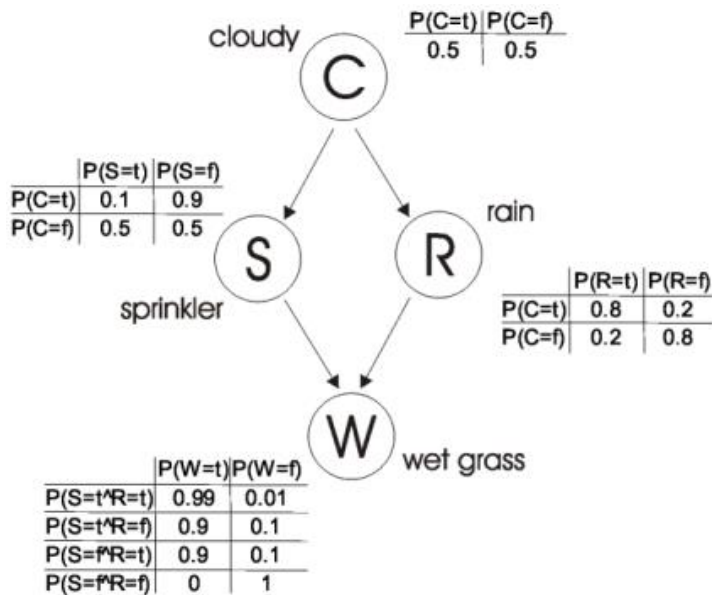 cloudy
P(C=t) P(C=f)
0.5 0.5
C
P(S=t) P(S=f)
P(C=t) 0.1 0.9
P(C=f) 0.5 0.5
rain
S
R
sprinkler
P(R=t) P(R=f)
P(C=t) 0.8 0.2
P(C=f) 0.2 0.8
W
wet grass
P(W=t) P(W=f)
P(S=t^R=t) 0.99 0.01
P(S=t^R=f) 0.9 0.1
P(S=f^R=t) 0.9 0.1
P(S=f^R=f) 0 1